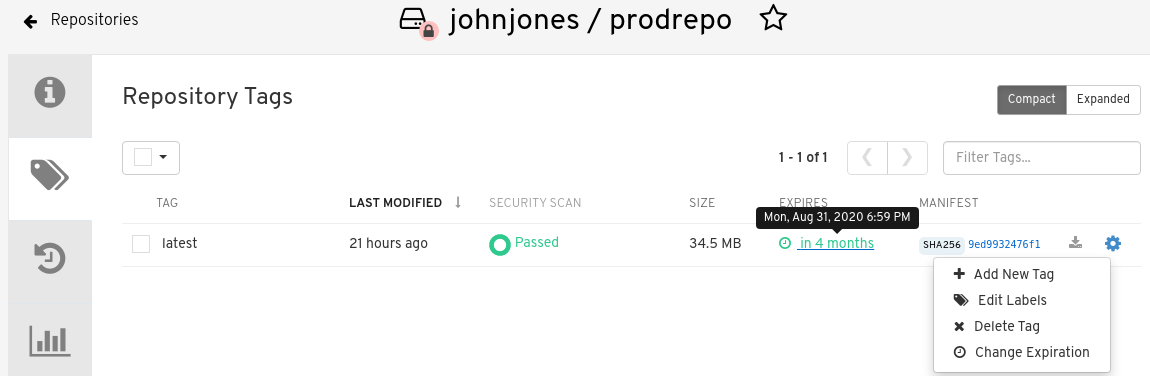 Repositories
johnjones / prodrepo
Repository Tags
Compact Expanded
1 - 1 of 1
Filter Tags...
TAG LAST MODIFIED SECURITY SCAN SIZE EXPIRES MANIFEST
Mon, Aug 31, 2020 6:59 PM
latest 21 hours ago Passed 34.5 MB in 4 months SHA256 9ed9932476f1
Add New Tag
Edit Labels
Delete Tag
Change Expiration